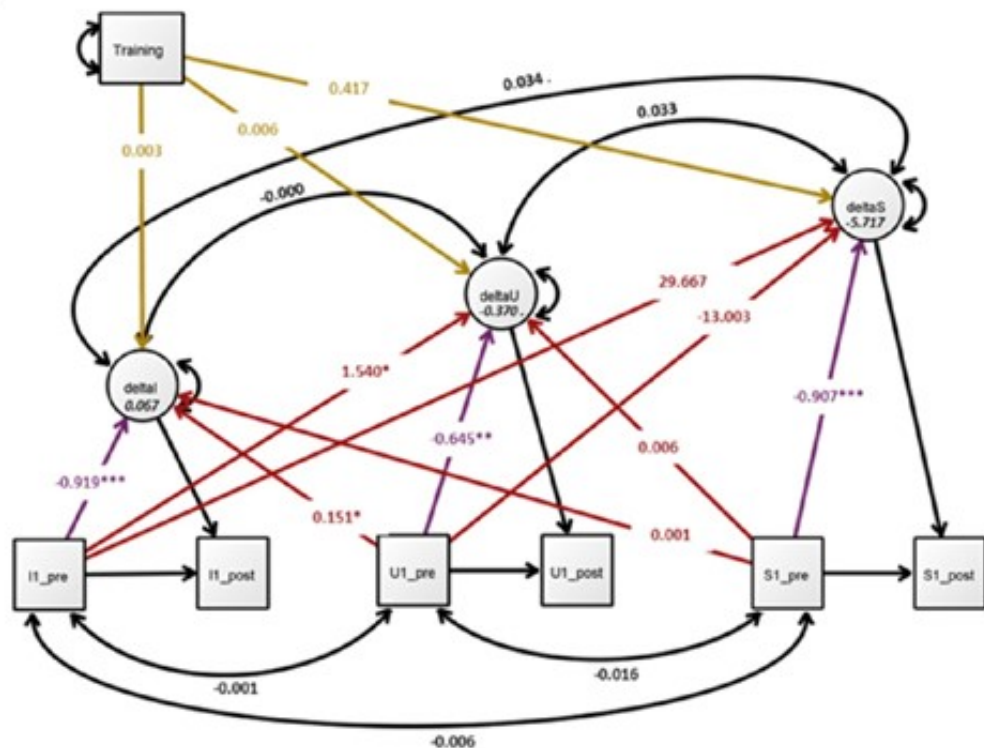 Training
0.034 .
0.417
0.033
0.006
0.003
-0.000
deltaS
-5.717
29.667
deltaU
-0.370 .
-13.003
1.540*
deltaI
0.067
-0.907***
-0.645**
0.006
-0.919***
0.151*
0.001
I1_pre
I1_post
U1_pre
U1_post
S1_pre
S1_post
-0.001
-0.016
-0.006